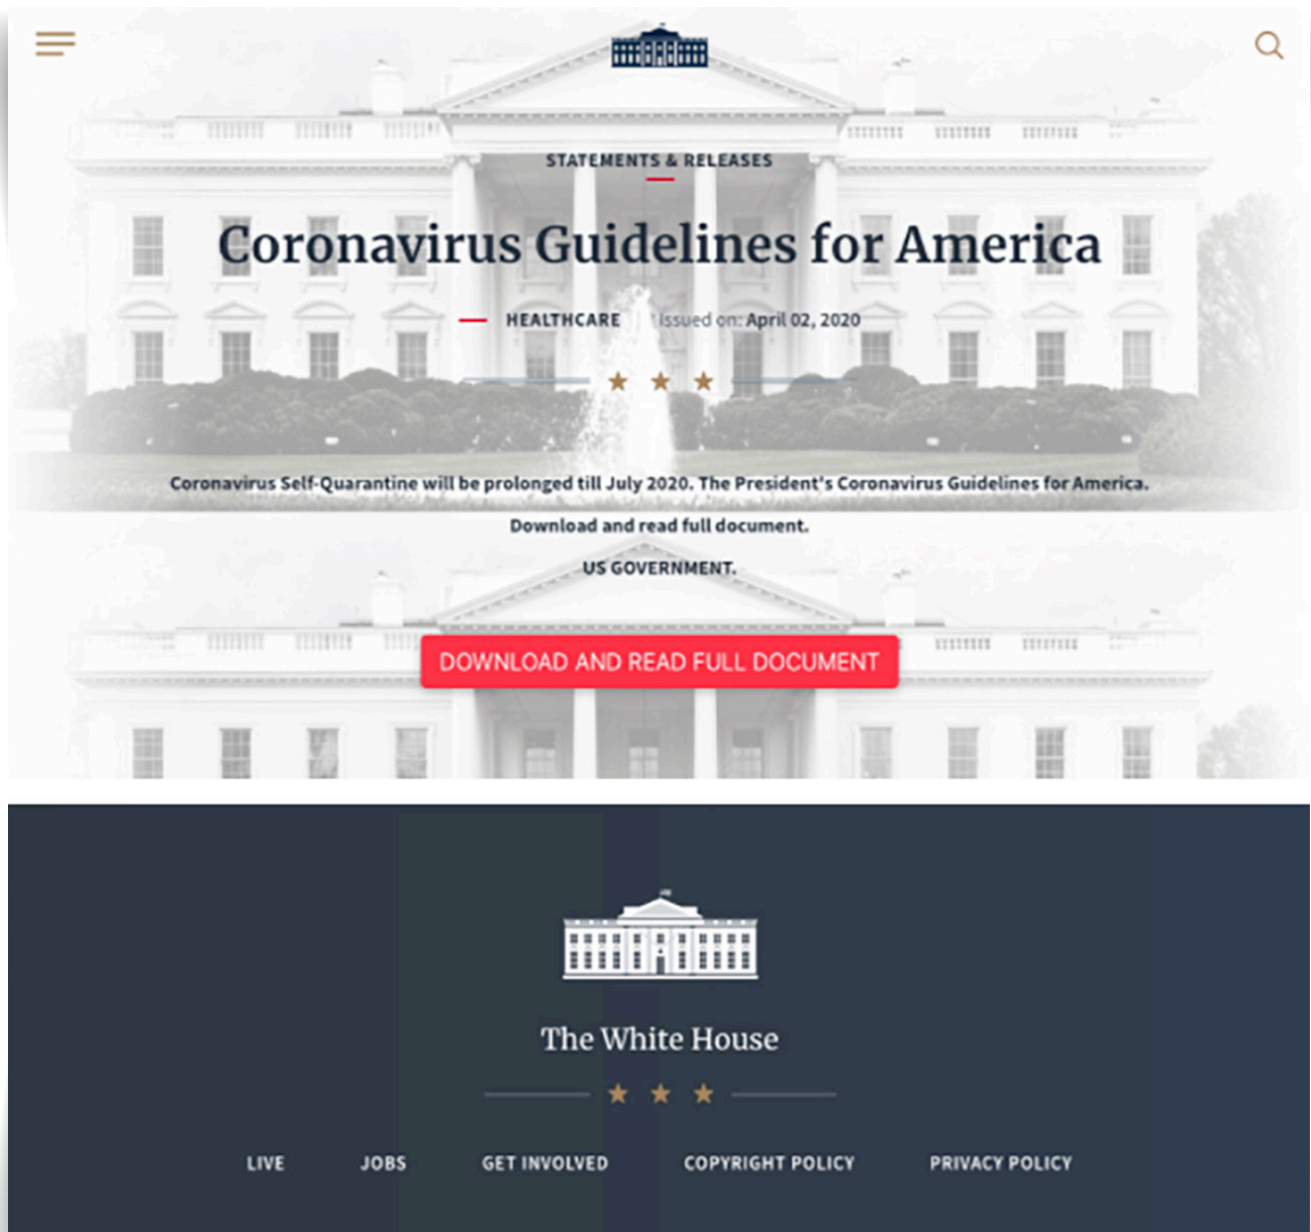 STATEMENTS & RELEASES
Coronavirus Guidelines for America
HEALTHCARE Issued on: April 02, 2020
Coronavirus Self-Quarantine will be prolonged till July 2020. The President's Coronavirus Guidelines for America.
Download and read full document.
US GOVERNMENT.
DOWNLOAD AND READ FULL DOCUMENT
The White House
LIVE JOBS GET INVOLVED COPYRIGHT POLICY PRIVACY POLICY